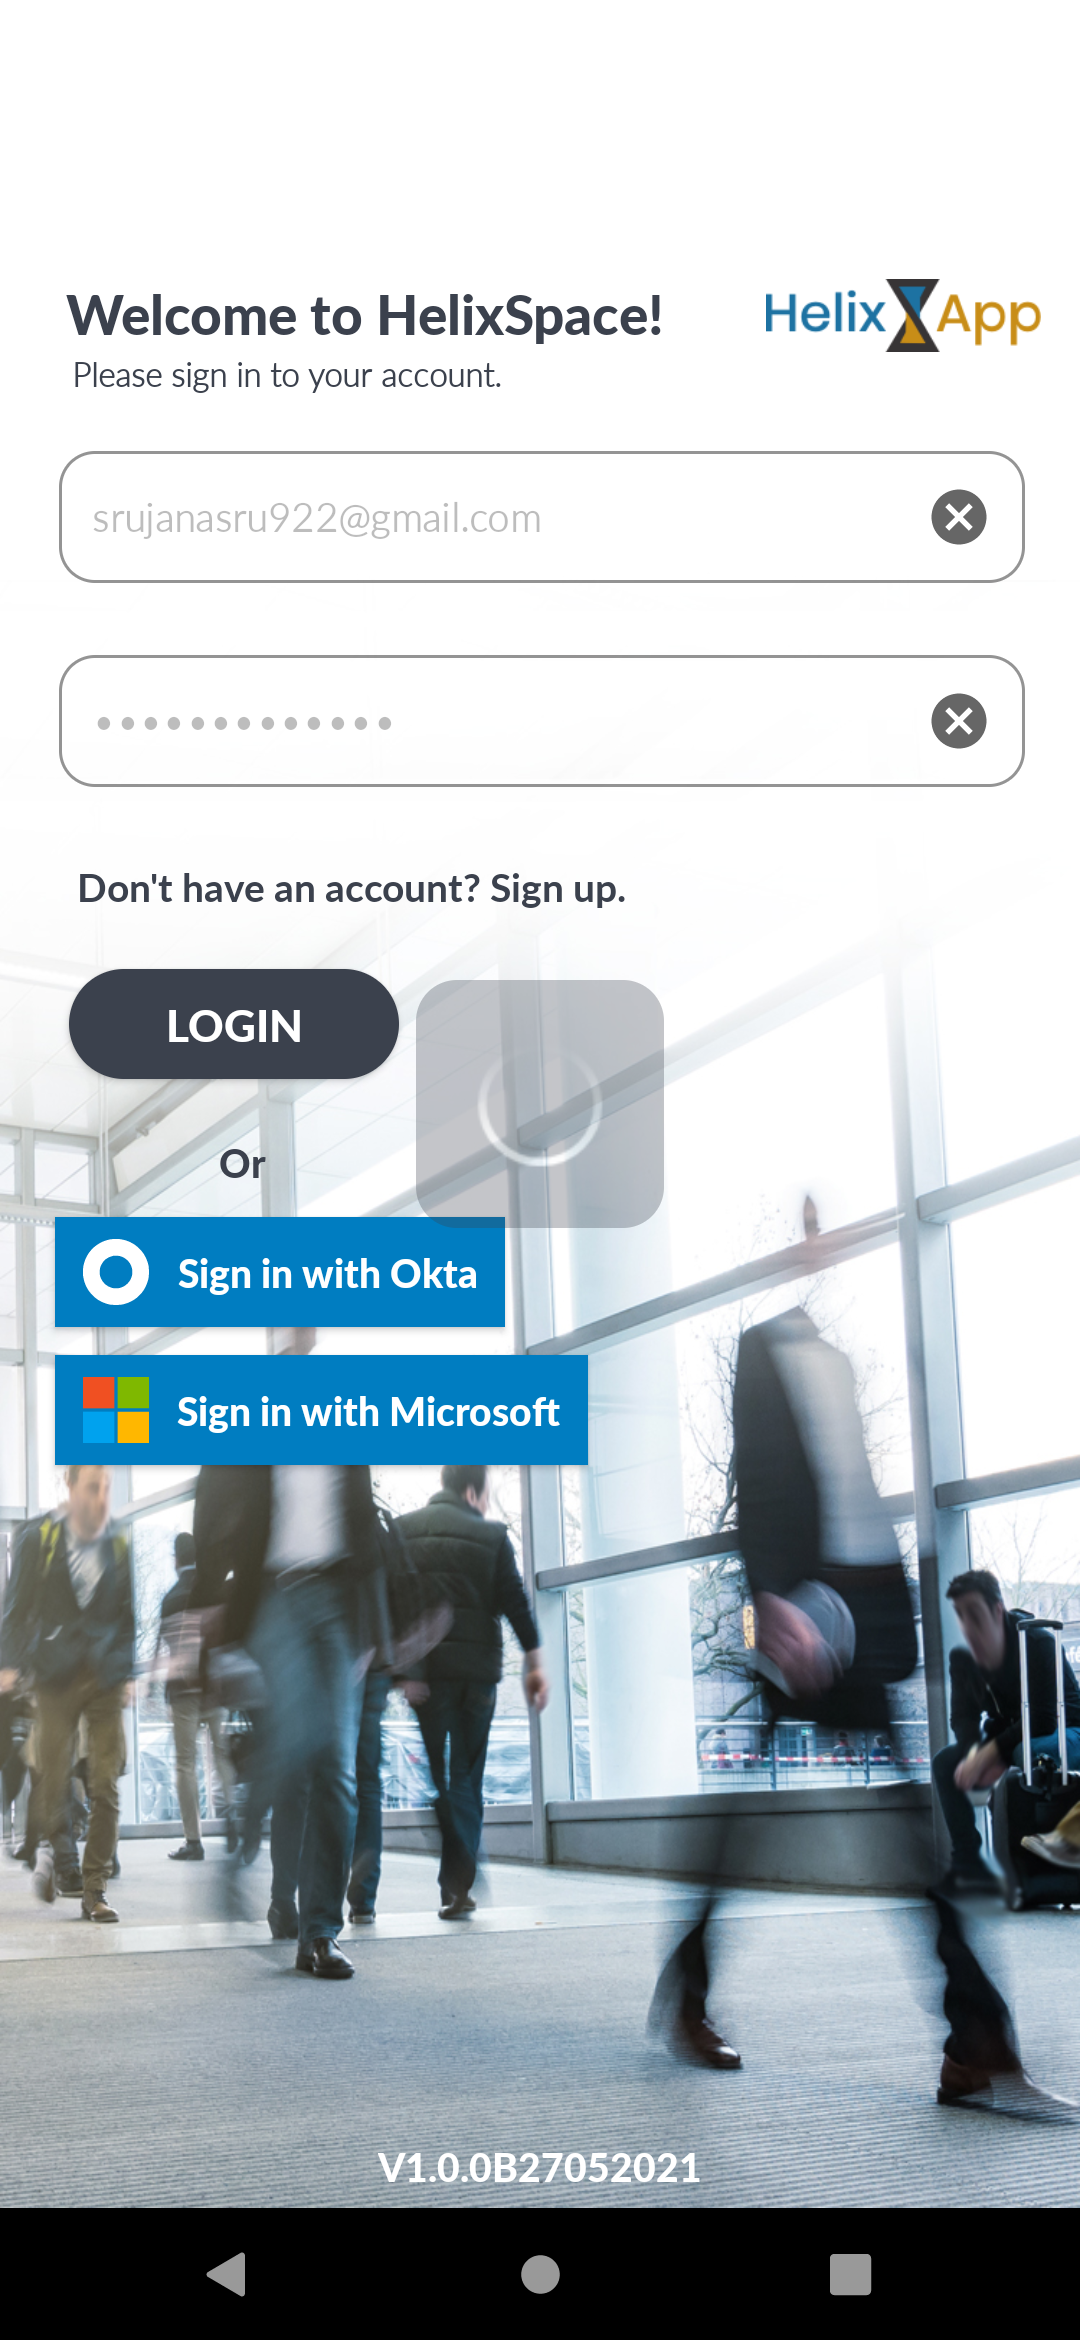 Welcome to HelixSpace!
Helix App
Please sign in to your account.
srujanasru922@gmail.com
•••••••••••••
Don't have an account? Sign up.
LOGIN
Or
Sign in with Okta
Sign in with Microsoft
V1.0.0B27052021